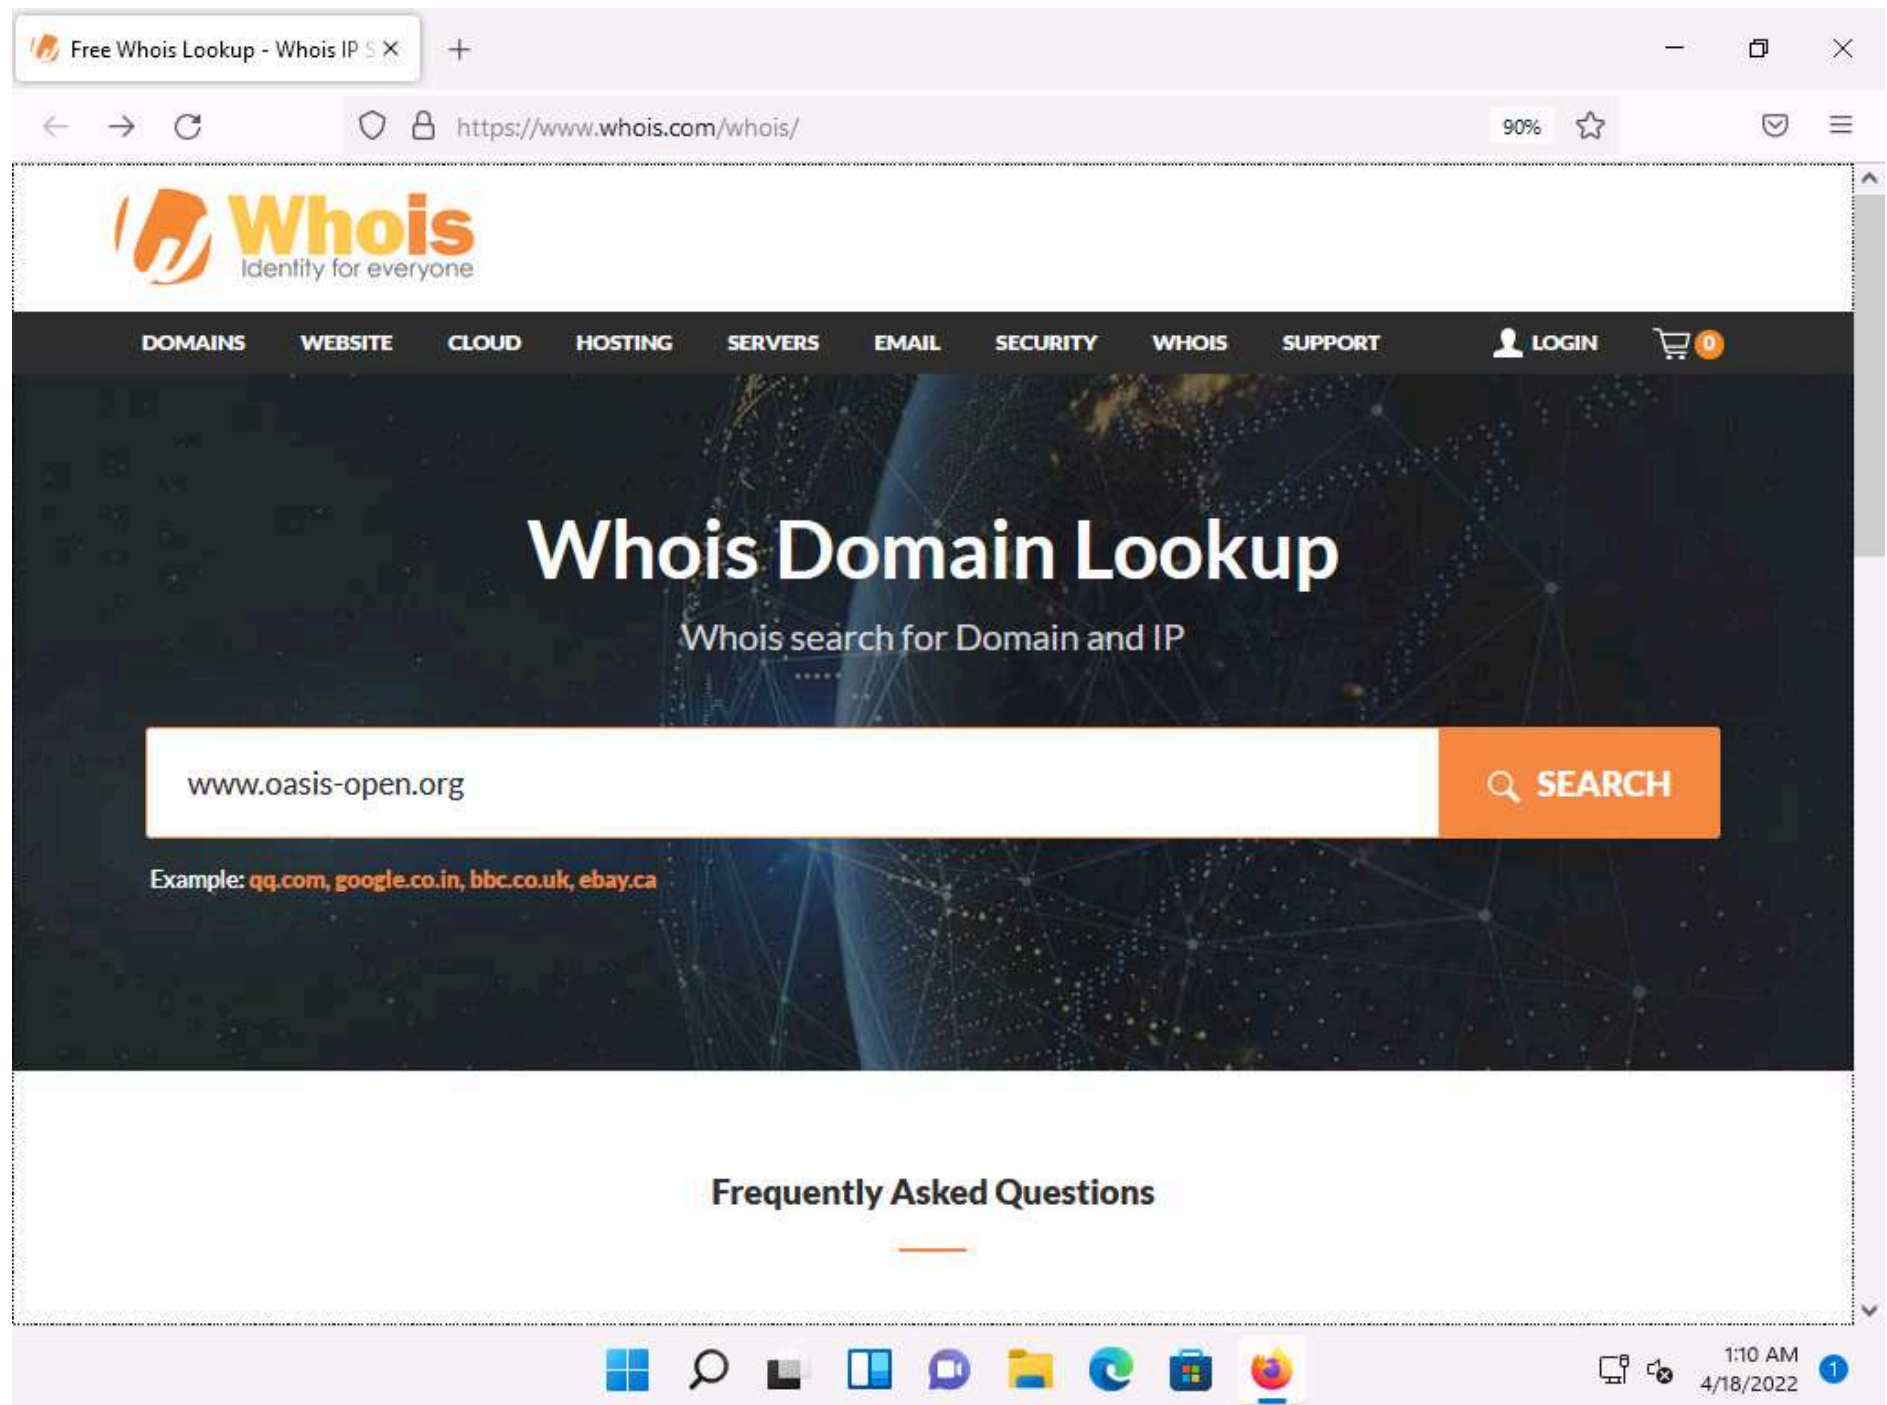 Free Whois Lookup - Whois IP S
https://www.whois.com/whois/
90%
Whois
Identity for everyone
DOMAINS WEBSITE CLOUD HOSTING SERVERS EMAIL SECURITY WHOIS SUPPORT LOGIN 0
Whois Domain Lookup
Whois search for Domain and IP
www.oasis-open.org SEARCH
Example: qq.com, google.co.in, bbc.co.uk, ebay.ca
Frequently Asked Questions
1:10 AM
4/18/2022
1